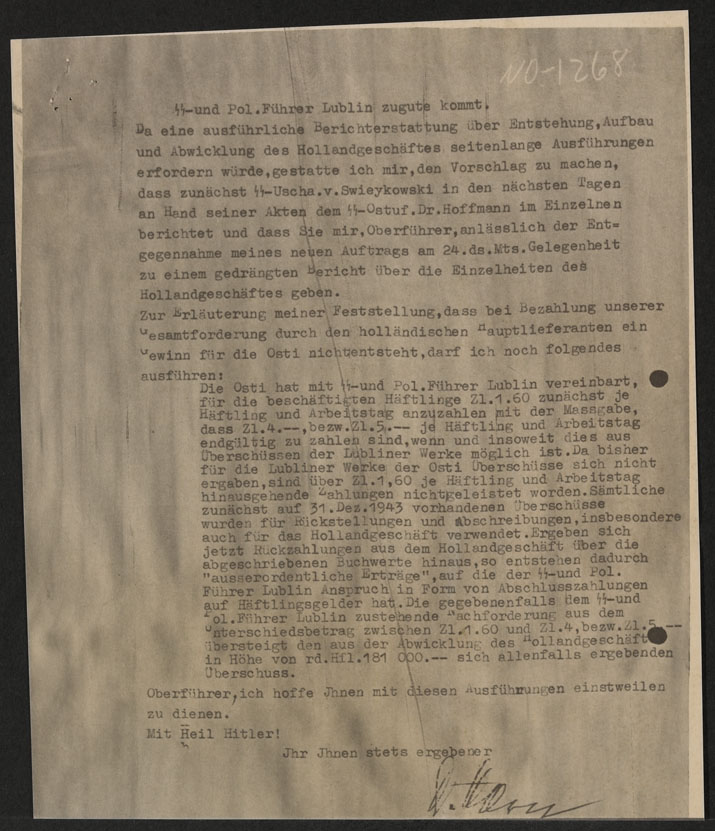 NO-1268
SS-und Pol.Führer Lublin zugute kommt.
Da eine ausführliche Berichterstattung über Entstehung,Aufbau
und Abwicklung des Hollandgeschäftes seitenlange Ausführungen
erfordern würde,gestatte ich mir,den Vorschlag zu machen,
dass zunächst SS-Uscha.v.Swieykowski in den nächsten Tagen
an Hand seiner Akten dem SS-Ostuf.Dr.Hoffmann im Einzelnen
berichtet und dass Sie mir,Oberführer,anlässlich der Ent=
gegennahme meines neuen Auftrags am 24.ds.Mts.Gelegenheit
zu einem gedrängten Bericht über die Einzelheiten des
Hollandgeschäftes geben.
Zur Erläuterung meiner Feststellung,dass bei Bezahlung unserer
Gesamtforderung durch den holländischen Hauptlieferanten ein
Gewinn für die Osti nichtentsteht,darf ich noch folgendes
ausführen:
Die Osti hat mit SS-und Pol.Führer Lublin vereinbart,
für die beschäftigten Häftlinge Zl.1.60 zunächst je
Häftling und Arbeitstag anzuzahlen mit der Massgabe,
dass Zl.4.--,bezw.Zl.5.-- je Häftling und Arbeitstag
endgültig zu zahlen sind,wenn und insoweit dies aus
Überschüssen der Lubliner Werke möglich ist.Da bisher
für die Lubliner Werke der Osti Überschüsse sich nicht
ergaben,sind über Zl.1,60 je Häftling und Arbeitstag
hinausgehende Zahlungen nichtgeleistet worden.Sämtliche
zunächst auf 31.Dez.1943 vorhandenen Überschüsse
wurden für Rückstellungen und Abschreibungen,insbesondere
auch für das Hollandgeschäft verwendet.Ergeben sich
jetzt Rückzahlungen aus dem Hollandgeschäft über die
abgeschriebenen Buchwerte hinaus,so entstehen dadurch
"ausserordentliche Erträge",auf die der SS-und Pol.
Führer Lublin Anspruch in Form von Abschlusszahlungen
auf Häftlingsgelder hat.Die gegebenenfalls dem SS-und
Pol.Führer Lublin zustehende Nachforderung aus dem
Unterschiedsbetrag zwischen Zl.1.60 und Zl.4,bezw.Zl.5.--
übersteigt den aus der Abwicklung des Hollandgeschäft
in Höhe von rd.Hfl.181 000.-- sich allenfalls ergebenden
Überschuss.
Oberführer,ich hoffe Jhnen mit diesen Ausführungen einstweilen
zu dienen.
Mit Heil Hitler!
Jhr Jhnen stets ergebener